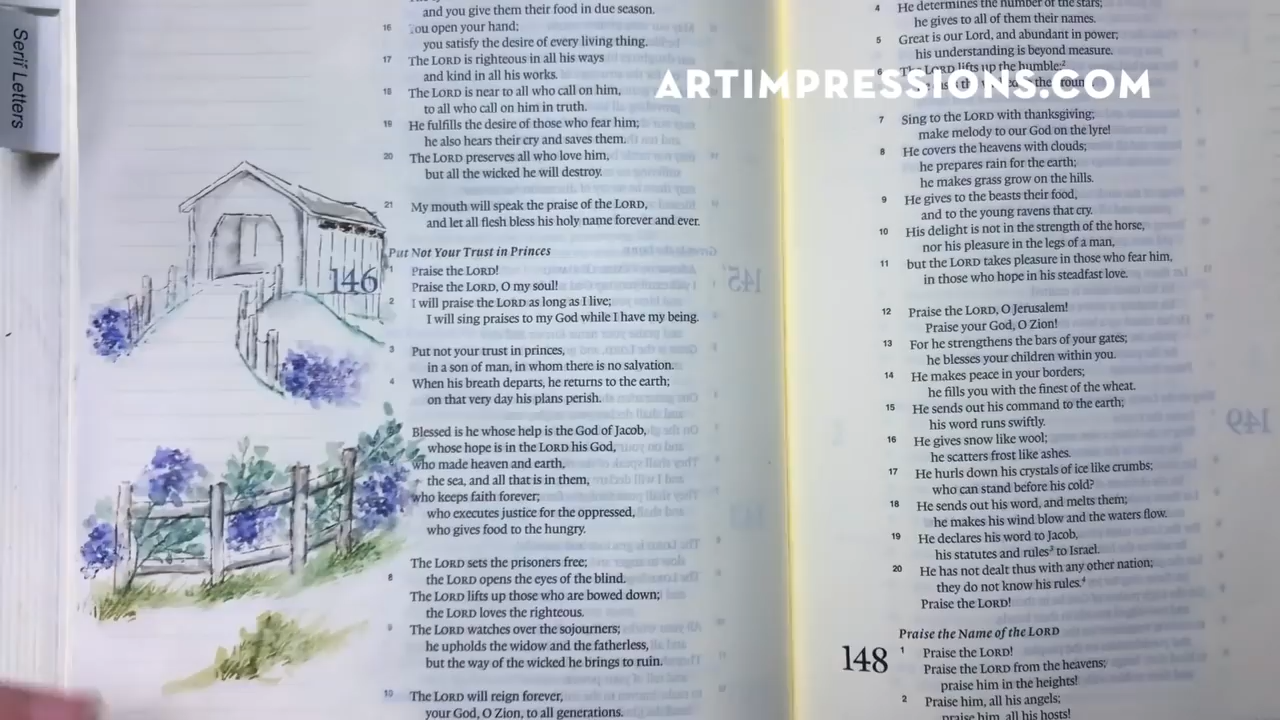 Serif Letters
and you give them their food in due season.
16 You open your hand;
you satisfy the desire of every living thing.
17 The LORD is righteous in all his ways
and kind in all his works.
18 The LORD is near to all who call on him,
to all who call on him in truth.
19 He fulfills the desire of those who fear him;
he also hears their cry and saves them.
20 The LORD preserves all who love him,
but all the wicked he will destroy.
21 My mouth will speak the praise of the LORD,
and let all flesh bless his holy name forever and ever.
Put Not Your Trust in Princes
146 1 Praise the LORD!
Praise the LORD, O my soul!
2 I will praise the LORD as long as I live;
I will sing praises to my God while I have my being.
3 Put not your trust in princes,
in a son of man, in whom there is no salvation.
4 When his breath departs, he returns to the earth;
on that very day his plans perish.
Blessed is he whose help is the God of Jacob,
whose hope is in the LORD his God,
who made heaven and earth,
the sea, and all that is in them,
who keeps faith forever;
who executes justice for the oppressed,
who gives food to the hungry.
The LORD sets the prisoners free;
8 the LORD opens the eyes of the blind.
The LORD lifts up those who are bowed down;
the LORD loves the righteous.
9 The LORD watches over the sojourners;
he upholds the widow and the fatherless,
but the way of the wicked he brings to ruin.
10 The LORD will reign forever,
your God, O Zion, to all generations.
4 He determines the number of the stars;
he gives to all of them their names.
5 Great is our Lord, and abundant in power;
his understanding is beyond measure.
6 The LORD lifts up the humble;2
ARTIMPRESSIONS.COM
7 Sing to the LORD with thanksgiving;
make melody to our God on the lyre!
8 He covers the heavens with clouds;
he prepares rain for the earth;
he makes grass grow on the hills.
9 He gives to the beasts their food,
and to the young ravens that cry.
10 His delight is not in the strength of the horse,
nor his pleasure in the legs of a man,
11 but the LORD takes pleasure in those who fear him,
in those who hope in his steadfast love.
12 Praise the LORD, O Jerusalem!
Praise your God, O Zion!
13 For he strengthens the bars of your gates;
he blesses your children within you.
14 He makes peace in your borders;
he fills you with the finest of the wheat.
15 He sends out his command to the earth;
his word runs swiftly.
16 He gives snow like wool;
he scatters frost like ashes.
17 He hurls down his crystals of ice like crumbs;
who can stand before his cold?
18 He sends out his word, and melts them;
he makes his wind blow and the waters flow.
19 He declares his word to Jacob,
his statutes and rules3 to Israel.
20 He has not dealt thus with any other nation;
they do not know his rules.4
Praise the LORD!
Praise the Name of the LORD
148 1 Praise the LORD!
Praise the LORD from the heavens;
praise him in the heights!
2 Praise him, all his angels;
praise him, all his hosts!